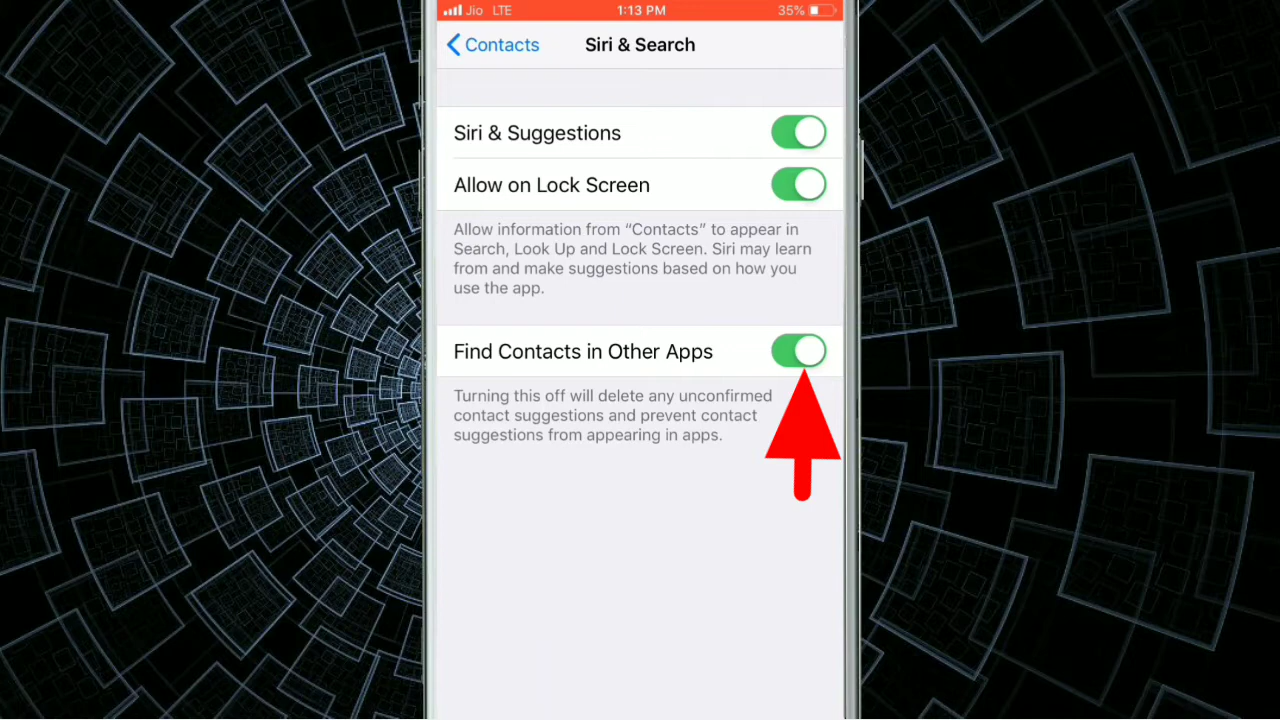 Jio LTE 1:13 PM 35%
Contacts Siri & Search
Siri & Suggestions
Allow on Lock Screen
Allow information from “Contacts” to appear in
Search, Look Up and Lock Screen. Siri may learn
from and make suggestions based on how you
use the app.
Find Contacts in Other Apps
Turning this off will delete any unconfirmed
contact suggestions and prevent contact
suggestions from appearing in apps.